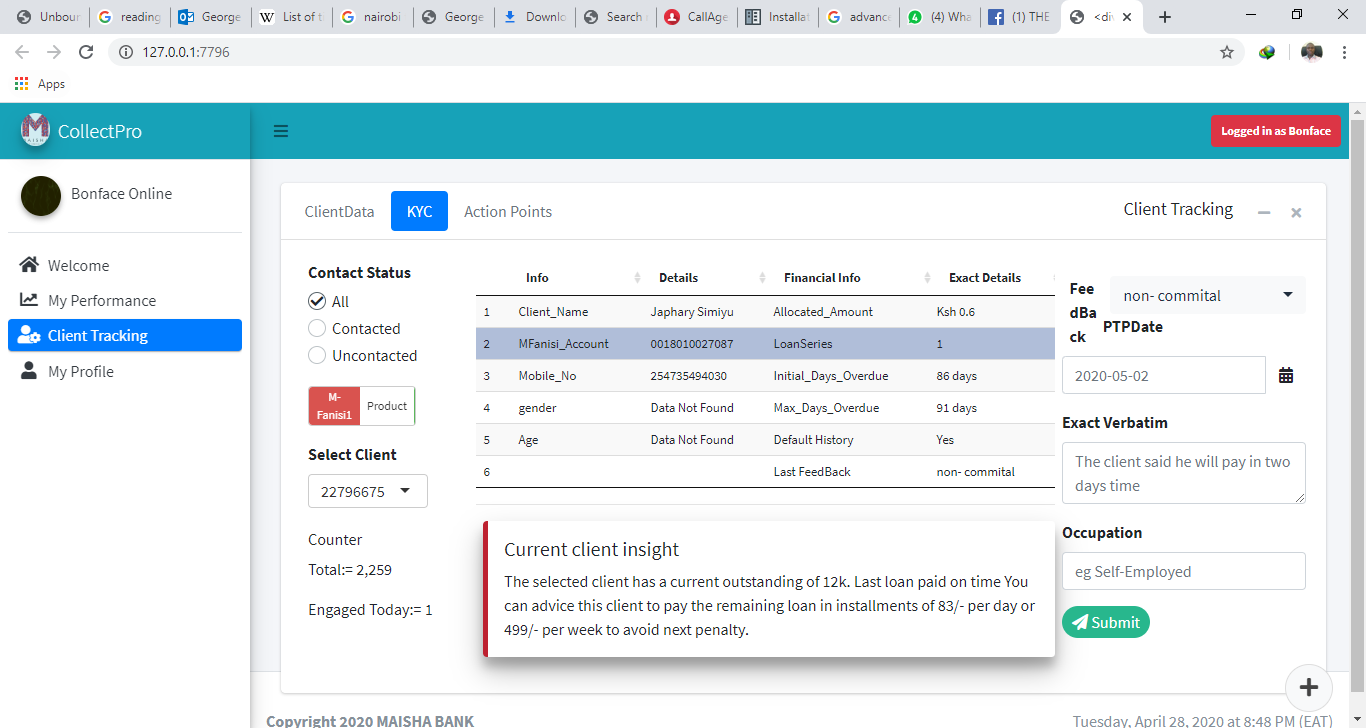 Unbour
reading
George
List of t
nairobi
George
Downlo
Search r
CallAge
Installat
advance
(4) Wha
(1) THE
<div
127.0.0.1:7796
Apps
CollectPro
Logged in as Bonface
Bonface Online
Welcome
My Performance
Client Tracking
My Profile
ClientData
KYC
Action Points
Client Tracking
Contact Status
All
Contacted
Uncontacted
M-
Fanisi1
Product
Select Client
22796675
Counter
Total:= 2,259
Engaged Today:= 1
Info Details Financial Info Exact Details
1 Client_Name Japhary Simiyu Allocated_Amount Ksh 0.6
2 MFanisi_Account 0018010027087 LoanSeries 1
3 Mobile_No 254735494030 Initial_Days_Overdue 86 days
4 gender Data Not Found Max_Days_Overdue 91 days
5 Age Data Not Found Default History Yes
6 Last FeedBack non- commital
Current client insight
The selected client has a current outstanding of 12k. Last loan paid on time You
can advice this client to pay the remaining loan in installments of 83/- per day or
499/- per week to avoid next penalty.
Fee
dBa
ck
non- commital
PTPDate
2020-05-02
Exact Verbatim
The client said he will pay in two
days time
Occupation
eg Self-Employed
Submit
Copyright 2020 MAISHA BANK
Tuesday, April 28, 2020 at 8:48 PM (EAT)